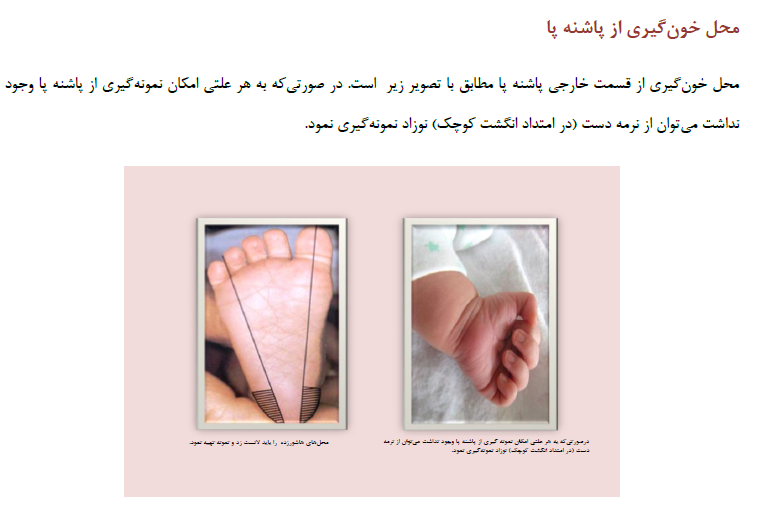 محل خون‌گیری از پاشنه پا
محل خون‌گیری از قسمت خارجی پاشنه پا مطابق با تصویر زیر است. در صورتی‌که به هر علتی امکان نمونه‌گیری از پاشنه پا وجود
نداشت می‌توان از نرمه دست (در امتداد انگشت کوچک) نوزاد نمونه‌گیری نمود.
درصورتی‌که به هر علتی امکان نمونه گیری از پاشنه پا وجود نداشت می‌توان از نرمه
دست (در امتداد انگشت کوچک) نوزاد نمونه‌گیری نمود.
محل‌های هاشورزده را باید لانست زد و نمونه تهیه نمود.